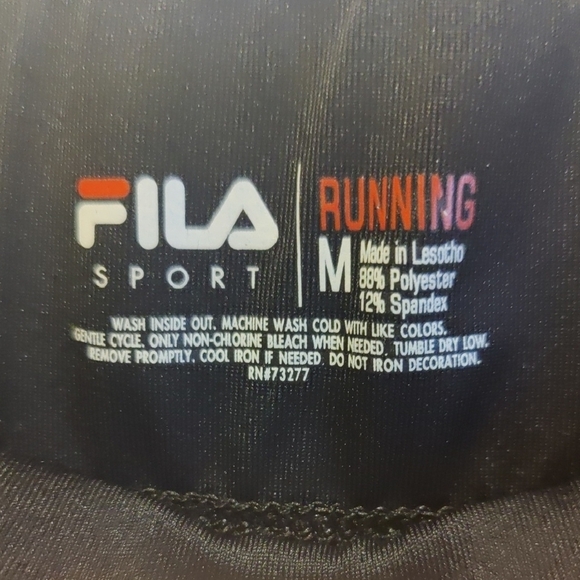 FILA
SPORT
RUNNING
M
Made in Lesotho
88% Polyester
12% Spandex
WASH INSIDE OUT. MACHINE WASH COLD WITH LIKE COLORS.
GENTLE CYCLE. ONLY NON-CHLORINE BLEACH WHEN NEEDED. TUMBLE DRY LOW.
REMOVE PROMPTLY. COOL IRON IF NEEDED. DO NOT IRON DECORATION.
RN#73277